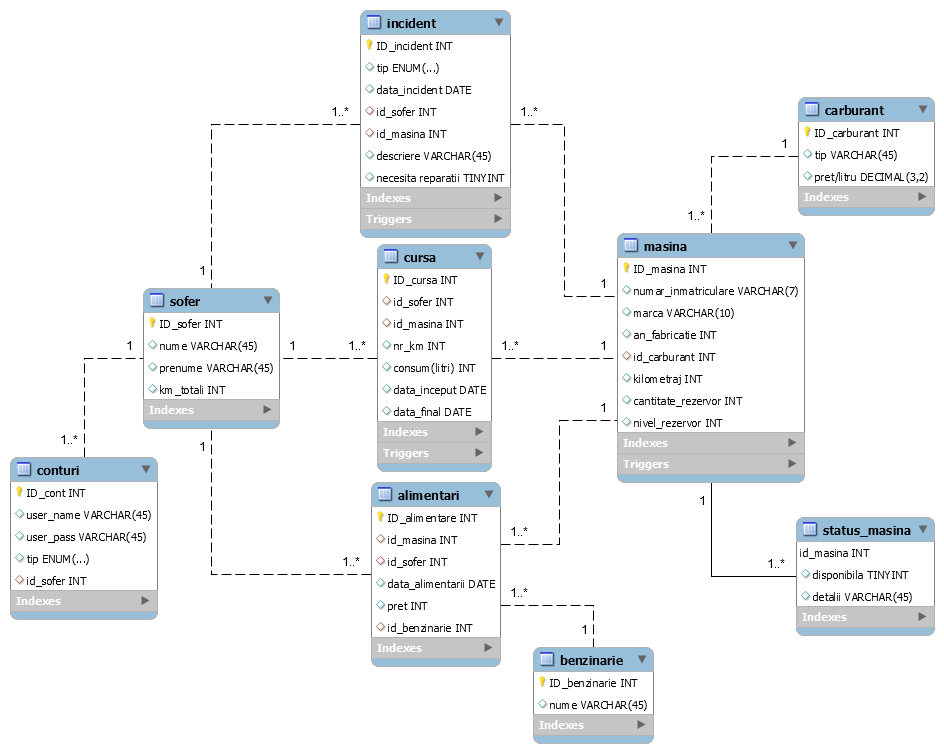 incident
ID_incident INT
tip ENUM(...)
data_incident DATE
id_sofer INT
id_masina INT
descriere VARCHAR(45)
necesita reparatii TINYINT
Indexes
Triggers
1..*
1..*
carburant
ID_carburant INT
tip VARCHAR(45)
pret/litru DECIMAL(3,2)
Indexes
1
1..*
masina
ID_masina INT
numar_inmatriculare VARCHAR(7)
marca VARCHAR(10)
an_fabricatie INT
id_carburant INT
kilometraj INT
cantitate_rezervor INT
nivel_rezervor INT
Indexes
Triggers
1
1
1
1
cursa
ID_cursa INT
id_sofer INT
id_masina INT
nr_km INT
consum(litri) INT
data_inceput DATE
data_final DATE
Indexes
Triggers
1..*
1..*
sofer
ID_sofer INT
nume VARCHAR(45)
prenume VARCHAR(45)
km_totali INT
Indexes
1
1
1
1
conturi
ID_cont INT
user_name VARCHAR(45)
user_pass VARCHAR(45)
tip ENUM(...)
id_sofer INT
Indexes
1..*
alimentari
ID_alimentare INT
id_masina INT
id_sofer INT
data_alimentarii DATE
pret INT
id_benzinarie INT
Indexes
1..*
1..*
1..*
status_masina
id_masina INT
disponibila TINYINT
detalii VARCHAR(45)
Indexes
1..*
benzinarie
ID_benzinarie INT
nume VARCHAR(45)
Indexes
1